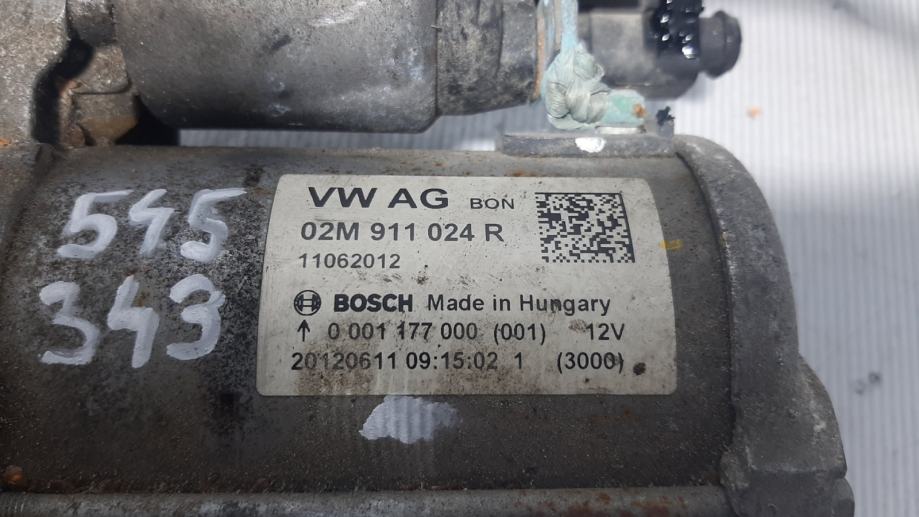 545
343
VW AG BON
02M 911 024 R
11062012
BOSCH Made in Hungary
↑ 0 001 177 000 (001) 12V
20120611 09:15:02 1 (3000)